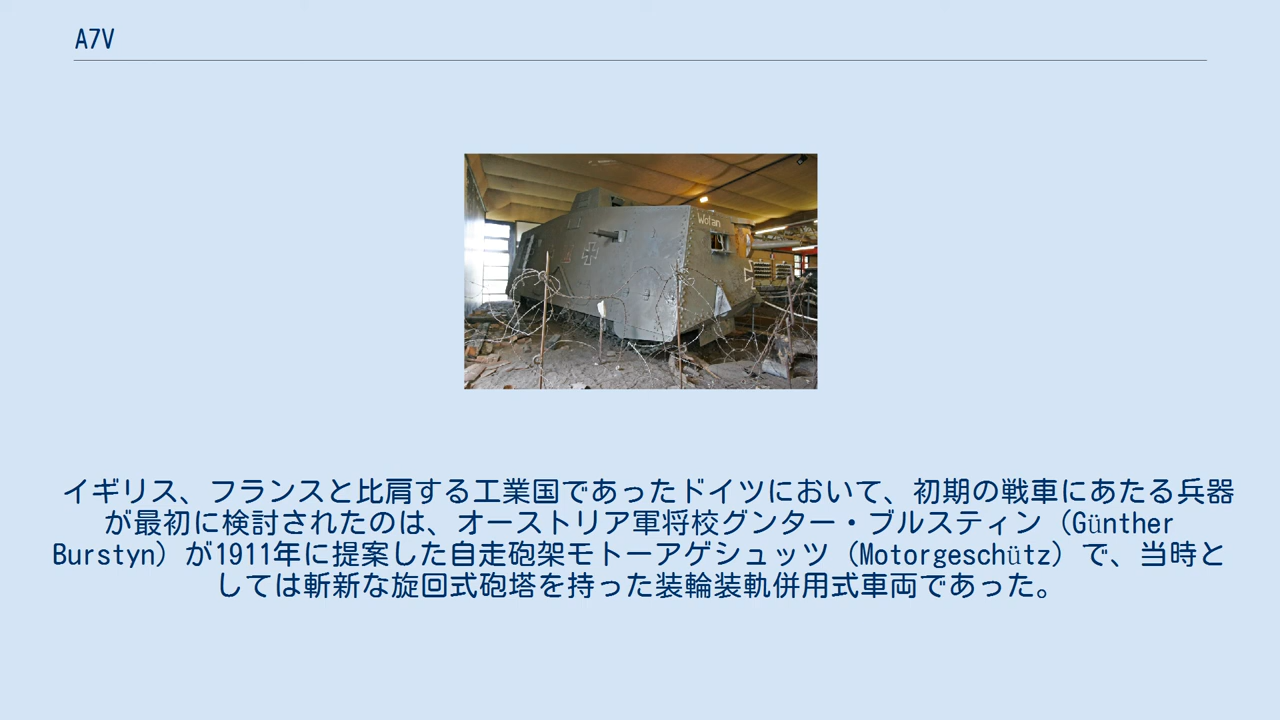 A7V
Wotan
イギリス、フランスと比肩する工業国であったドイツにおいて、初期の戦車にあたる兵器
が最初に検討されたのは、オーストリア軍将校グンター・ブルスティン（Günther
Burstyn）が1911年に提案した自走砲架モトーアゲシュッツ（Motorgeschütz）で、当時と
しては斬新な旋回式砲塔を持った装輪装軌併用式車両であった。